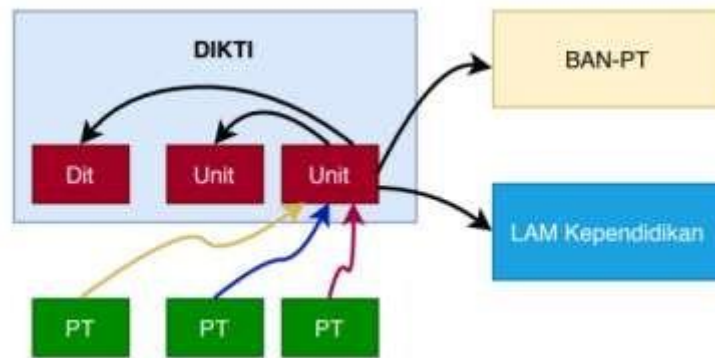 DIKTI
BAN-PT
Dit
Unit
Unit
LAM Kependidikan
PT
PT
PT